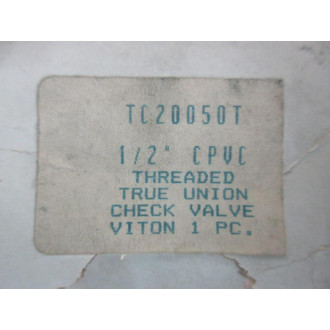 TC20050T
1/2" CPVC
THREADED
TRUE UNION
CHECK VALVE
VITON 1 PC.